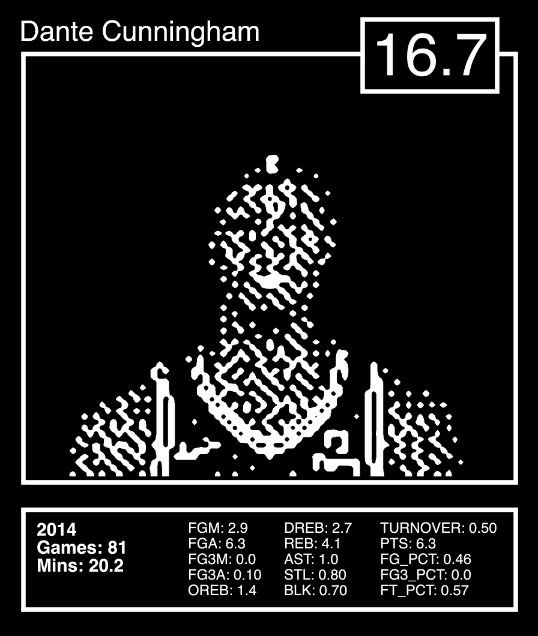 Dante Cunningham
16.7
2014
Games: 81
Mins: 20.2
FGM: 2.9
FGA: 6.3
FG3M: 0.0
FG3A: 0.10
OREB: 1.4
DREB: 2.7
REB: 4.1
AST: 1.0
STL: 0.80
BLK: 0.70
TURNOVER: 0.50
PTS: 6.3
FG_PCT: 0.46
FG3_PCT: 0.0
FT_PCT: 0.57